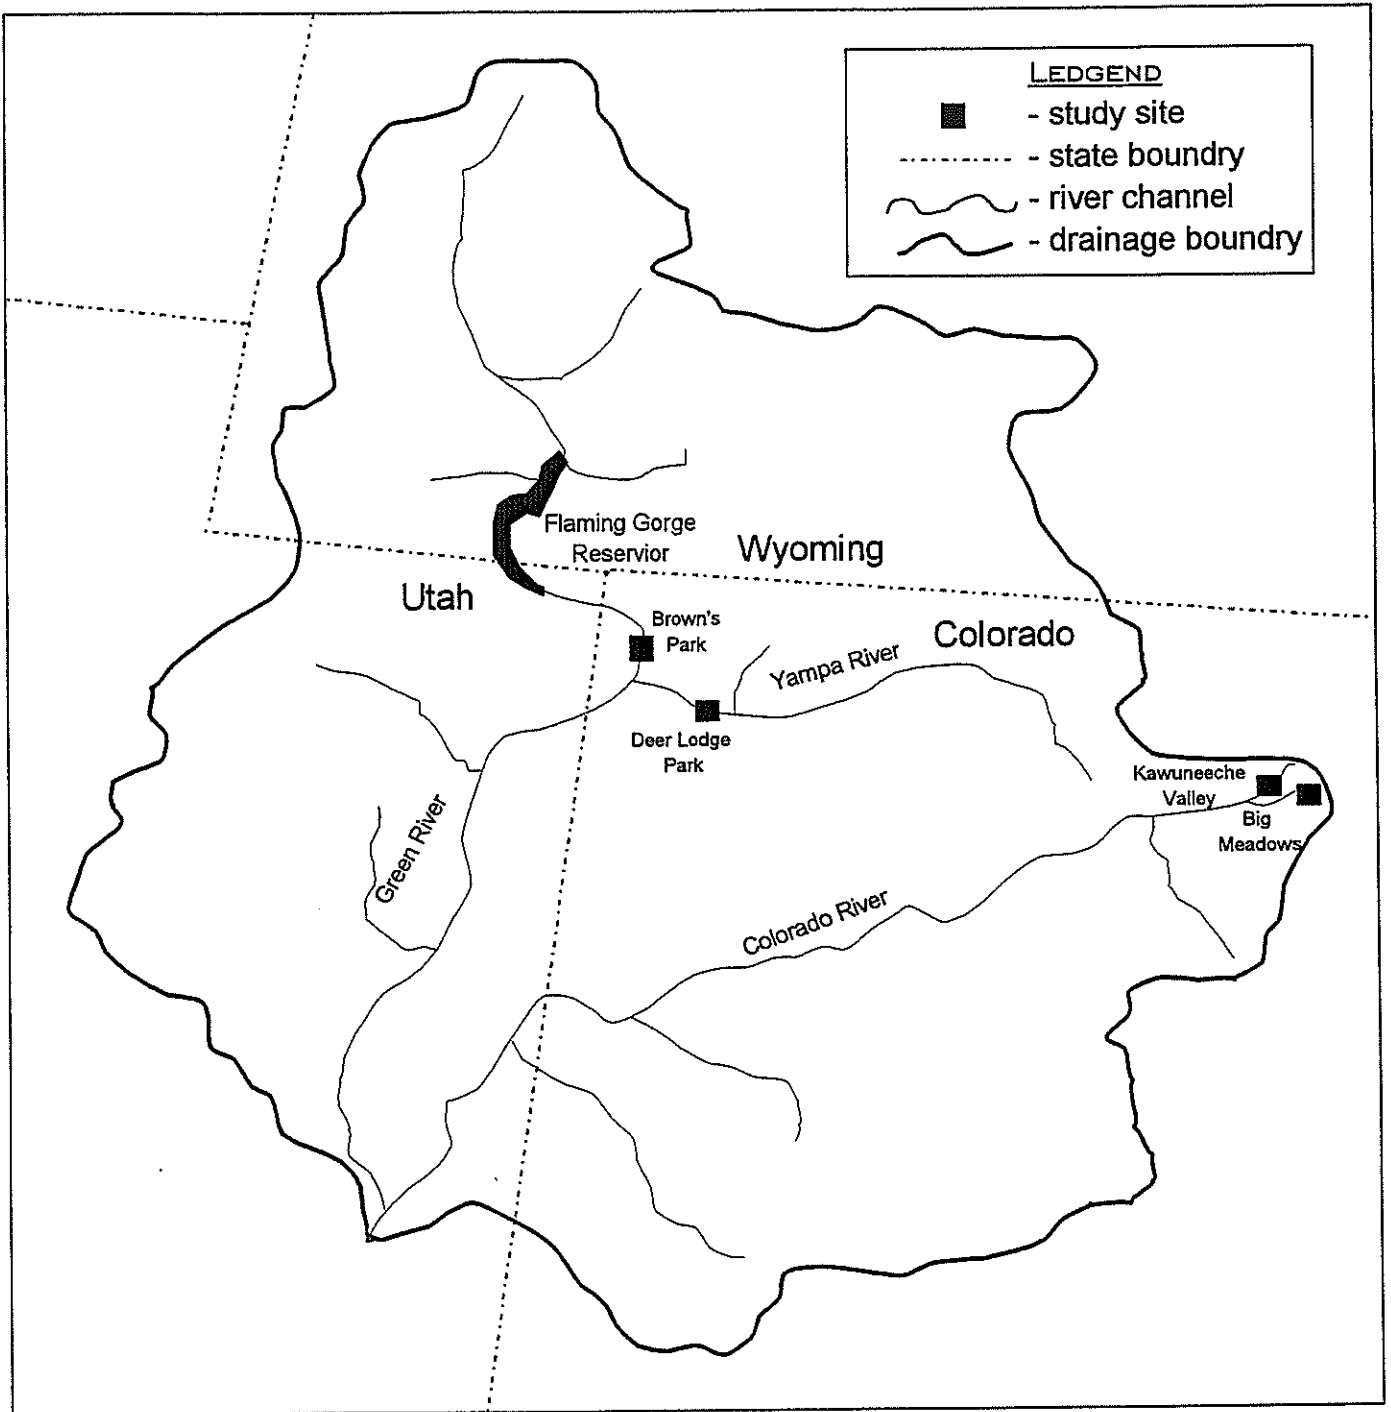 LEDGEND
- study site
- state boundry
- river channel
- drainage boundry
Flaming Gorge
Reservior
Wyoming
Utah
Brown's
Park
Colorado
Yampa River
Deer Lodge
Park
Kawuneeche
Valley
Big
Meadows
Green River
Colorado River